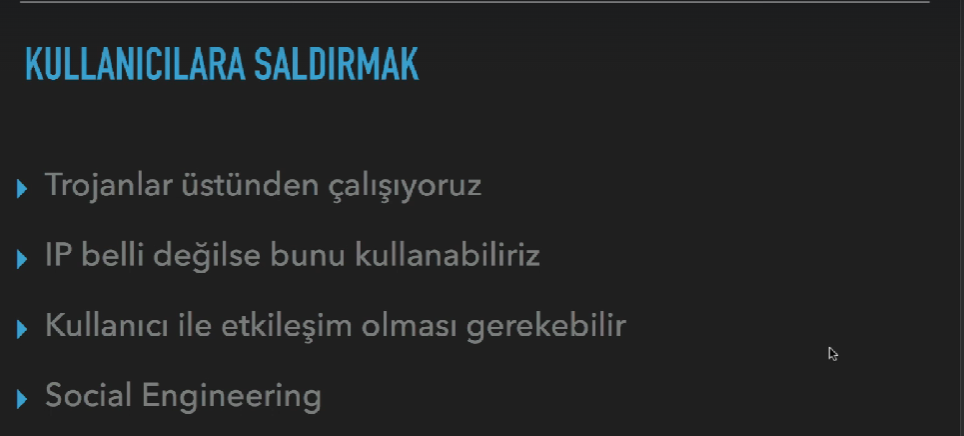 KULLANICILARA SALDIRMAK
Trojanlar üstünden çalışıyoruz
IP belli değilse bunu kullanabiliriz
Kullanıcı ile etkileşim olması gerekebilir
Social Engineering